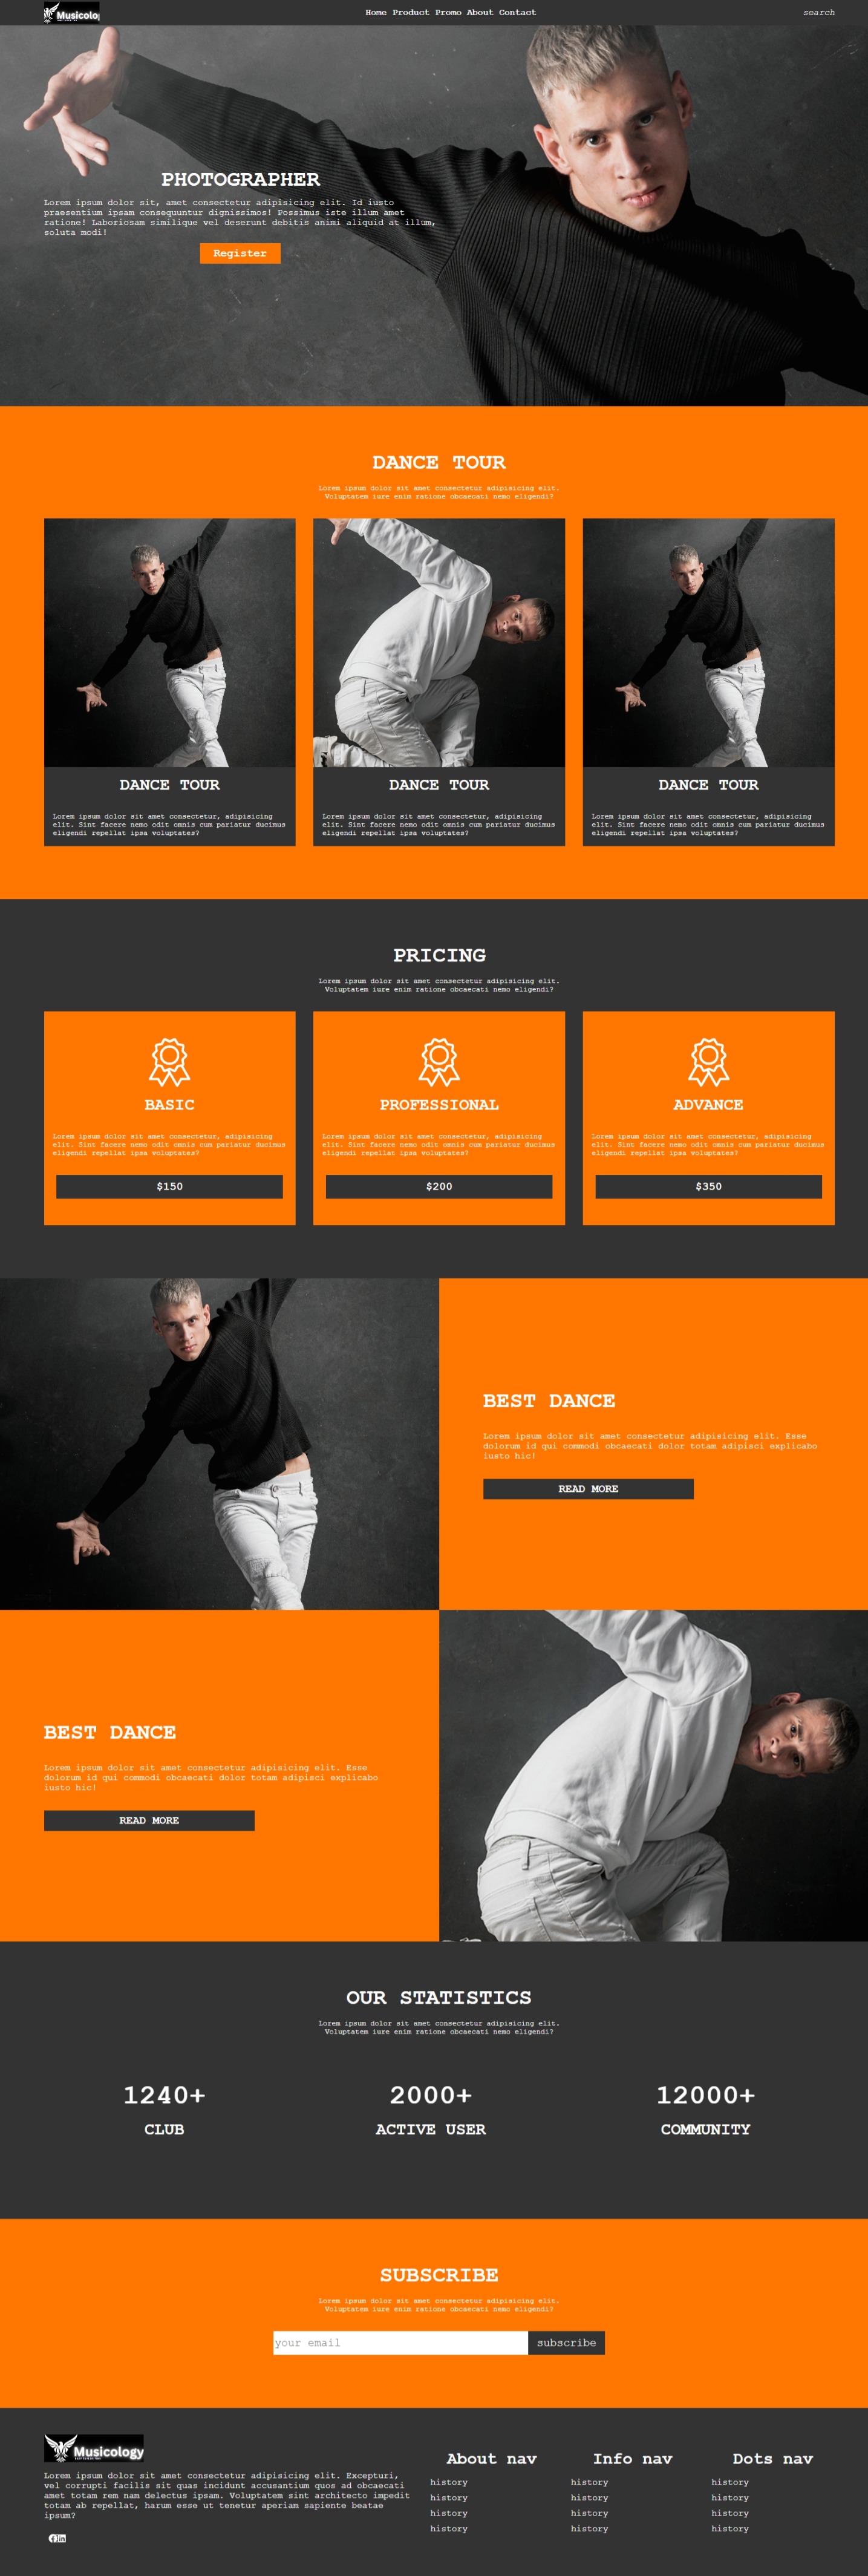 Musicolo
Home Product Promo About Contact
search
PHOTOGRAPHER
Lorem ipsum dolor sit, amet consectetur adipisicing elit. Id iusto
praesentium ipsam consequuntur dignissimos! Possimus iste illum amet
ratione! Laboriosam similique vel deserunt debitis animi aliquid at illum,
soluta modi!
Register
DANCE TOUR
Lorem ipsum dolor sit amet consectetur adipisicing elit.
Voluptatem iure enim ratione obcaecati nemo eligendi?
DANCE TOUR
Lorem ipsum dolor sit amet consectetur, adipisicing
elit. Sint facere nemo odit omnis cum pariatur ducimus
eligendi repellat ipsa voluptates?
DANCE TOUR
Lorem ipsum dolor sit amet consectetur, adipisicing
elit. Sint facere nemo odit omnis cum pariatur ducimus
eligendi repellat ipsa voluptates?
DANCE TOUR
Lorem ipsum dolor sit amet consectetur, adipisicing
elit. Sint facere nemo odit omnis cum pariatur ducimus
eligendi repellat ipsa voluptates?
PRICING
Lorem ipsum dolor sit amet consectetur adipisicing elit.
Voluptatem iure enim ratione obcaecati nemo eligendi?
BASIC
Lorem ipsum dolor sit amet consectetur, adipisicing
elit. Sint facere nemo odit omnis cum pariatur ducimus
eligendi repellat ipsa voluptates?
$150
PROFESSIONAL
Lorem ipsum dolor sit amet consectetur, adipisicing
elit. Sint facere nemo odit omnis cum pariatur ducimus
eligendi repellat ipsa voluptates?
$200
ADVANCE
Lorem ipsum dolor sit amet consectetur, adipisicing
elit. Sint facere nemo odit omnis cum pariatur ducimus
eligendi repellat ipsa voluptates?
$350
BEST DANCE
Lorem ipsum dolor sit amet consectetur adipisicing elit. Esse
dolorum id qui commodi obcaecati dolor totam adipisci explicabo
iusto hic!
READ MORE
BEST DANCE
Lorem ipsum dolor sit amet consectetur adipisicing elit. Esse
dolorum id qui commodi obcaecati dolor totam adipisci explicabo
iusto hic!
READ MORE
OUR STATISTICS
Lorem ipsum dolor sit amet consectetur adipisicing elit.
Voluptatem iure enim ratione obcaecati nemo eligendi?
1240+
CLUB
2000+
ACTIVE USER
12000+
COMMUNITY
SUBSCRIBE
Lorem ipsum dolor sit amet consectetur adipisicing elit.
Voluptatem iure enim ratione obcaecati nemo eligendi?
your email
subscribe
Musicology
Lorem ipsum dolor sit amet consectetur adipisicing elit. Excepturi,
vel corrupti facilis sit quas incidunt accusantium quos ad obcaecati
amet totam rem nam delectus ipsam. Voluptatem sint architecto impedit
totam ab repellat, harum esse ut tenetur aperiam sapiente beatae
ipsum?
About nav
history
history
history
history
Info nav
history
history
history
history
Dots nav
history
history
history
history